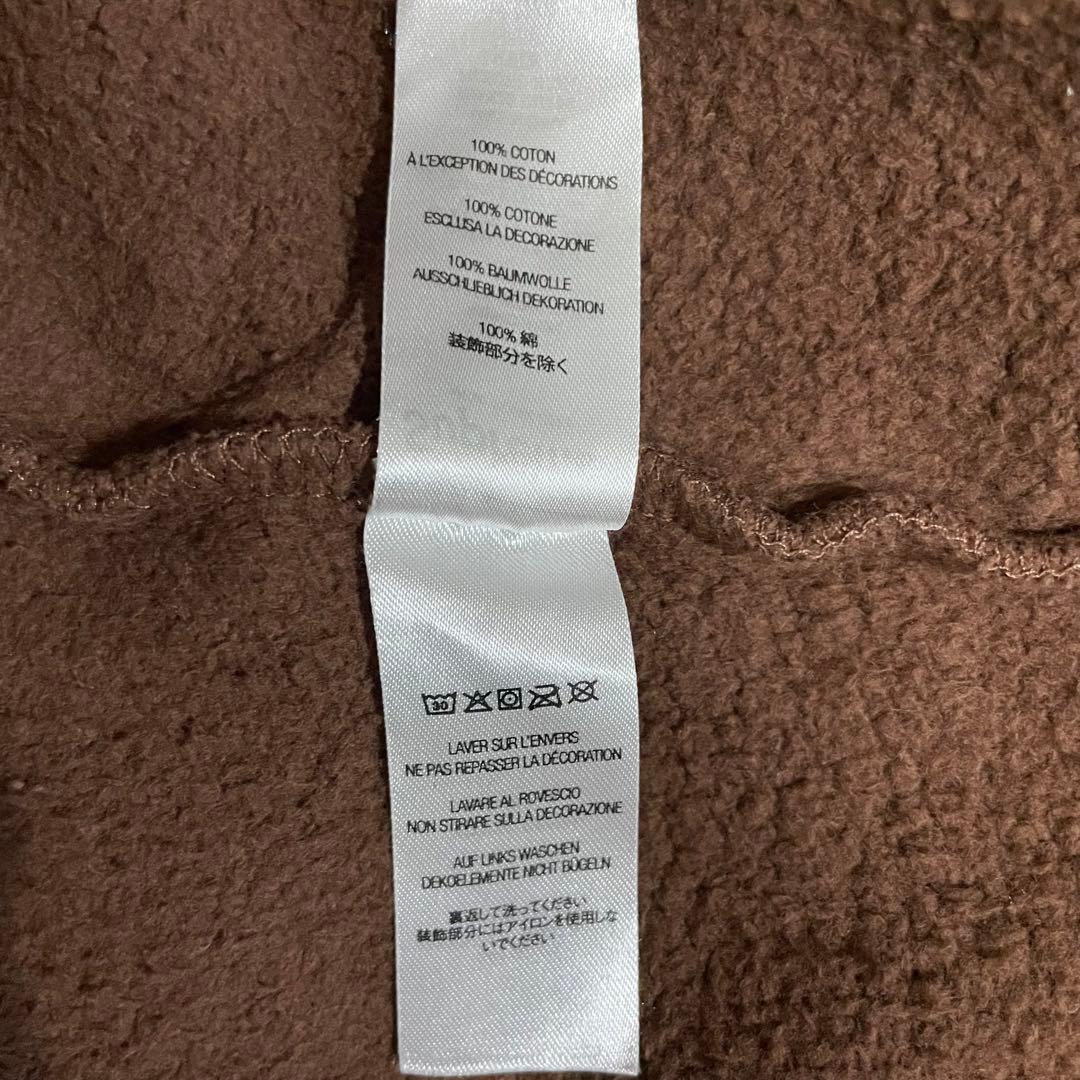 100% COTON
À L'EXCEPTION DES DÉCORATIONS
100% COTONE
ESCLUSA LA DECORAZIONE
100% BAUMWOLLE
AUSSCHLIEBLICH DEKORATION
100% 綿
装飾部分を除く
30
LAVER SUR L'ENVERS
NE PAS REPASSER LA DÉCORATION
LAVARE AL ROVESCIO
NON STIRARE SULLA DECORAZIONE
AUF LINKS WASCHEN
DEKOELEMENTE NICHT BÜGELN
裏返して洗ってください
装飾部分にはアイロンを使用しな
いでください